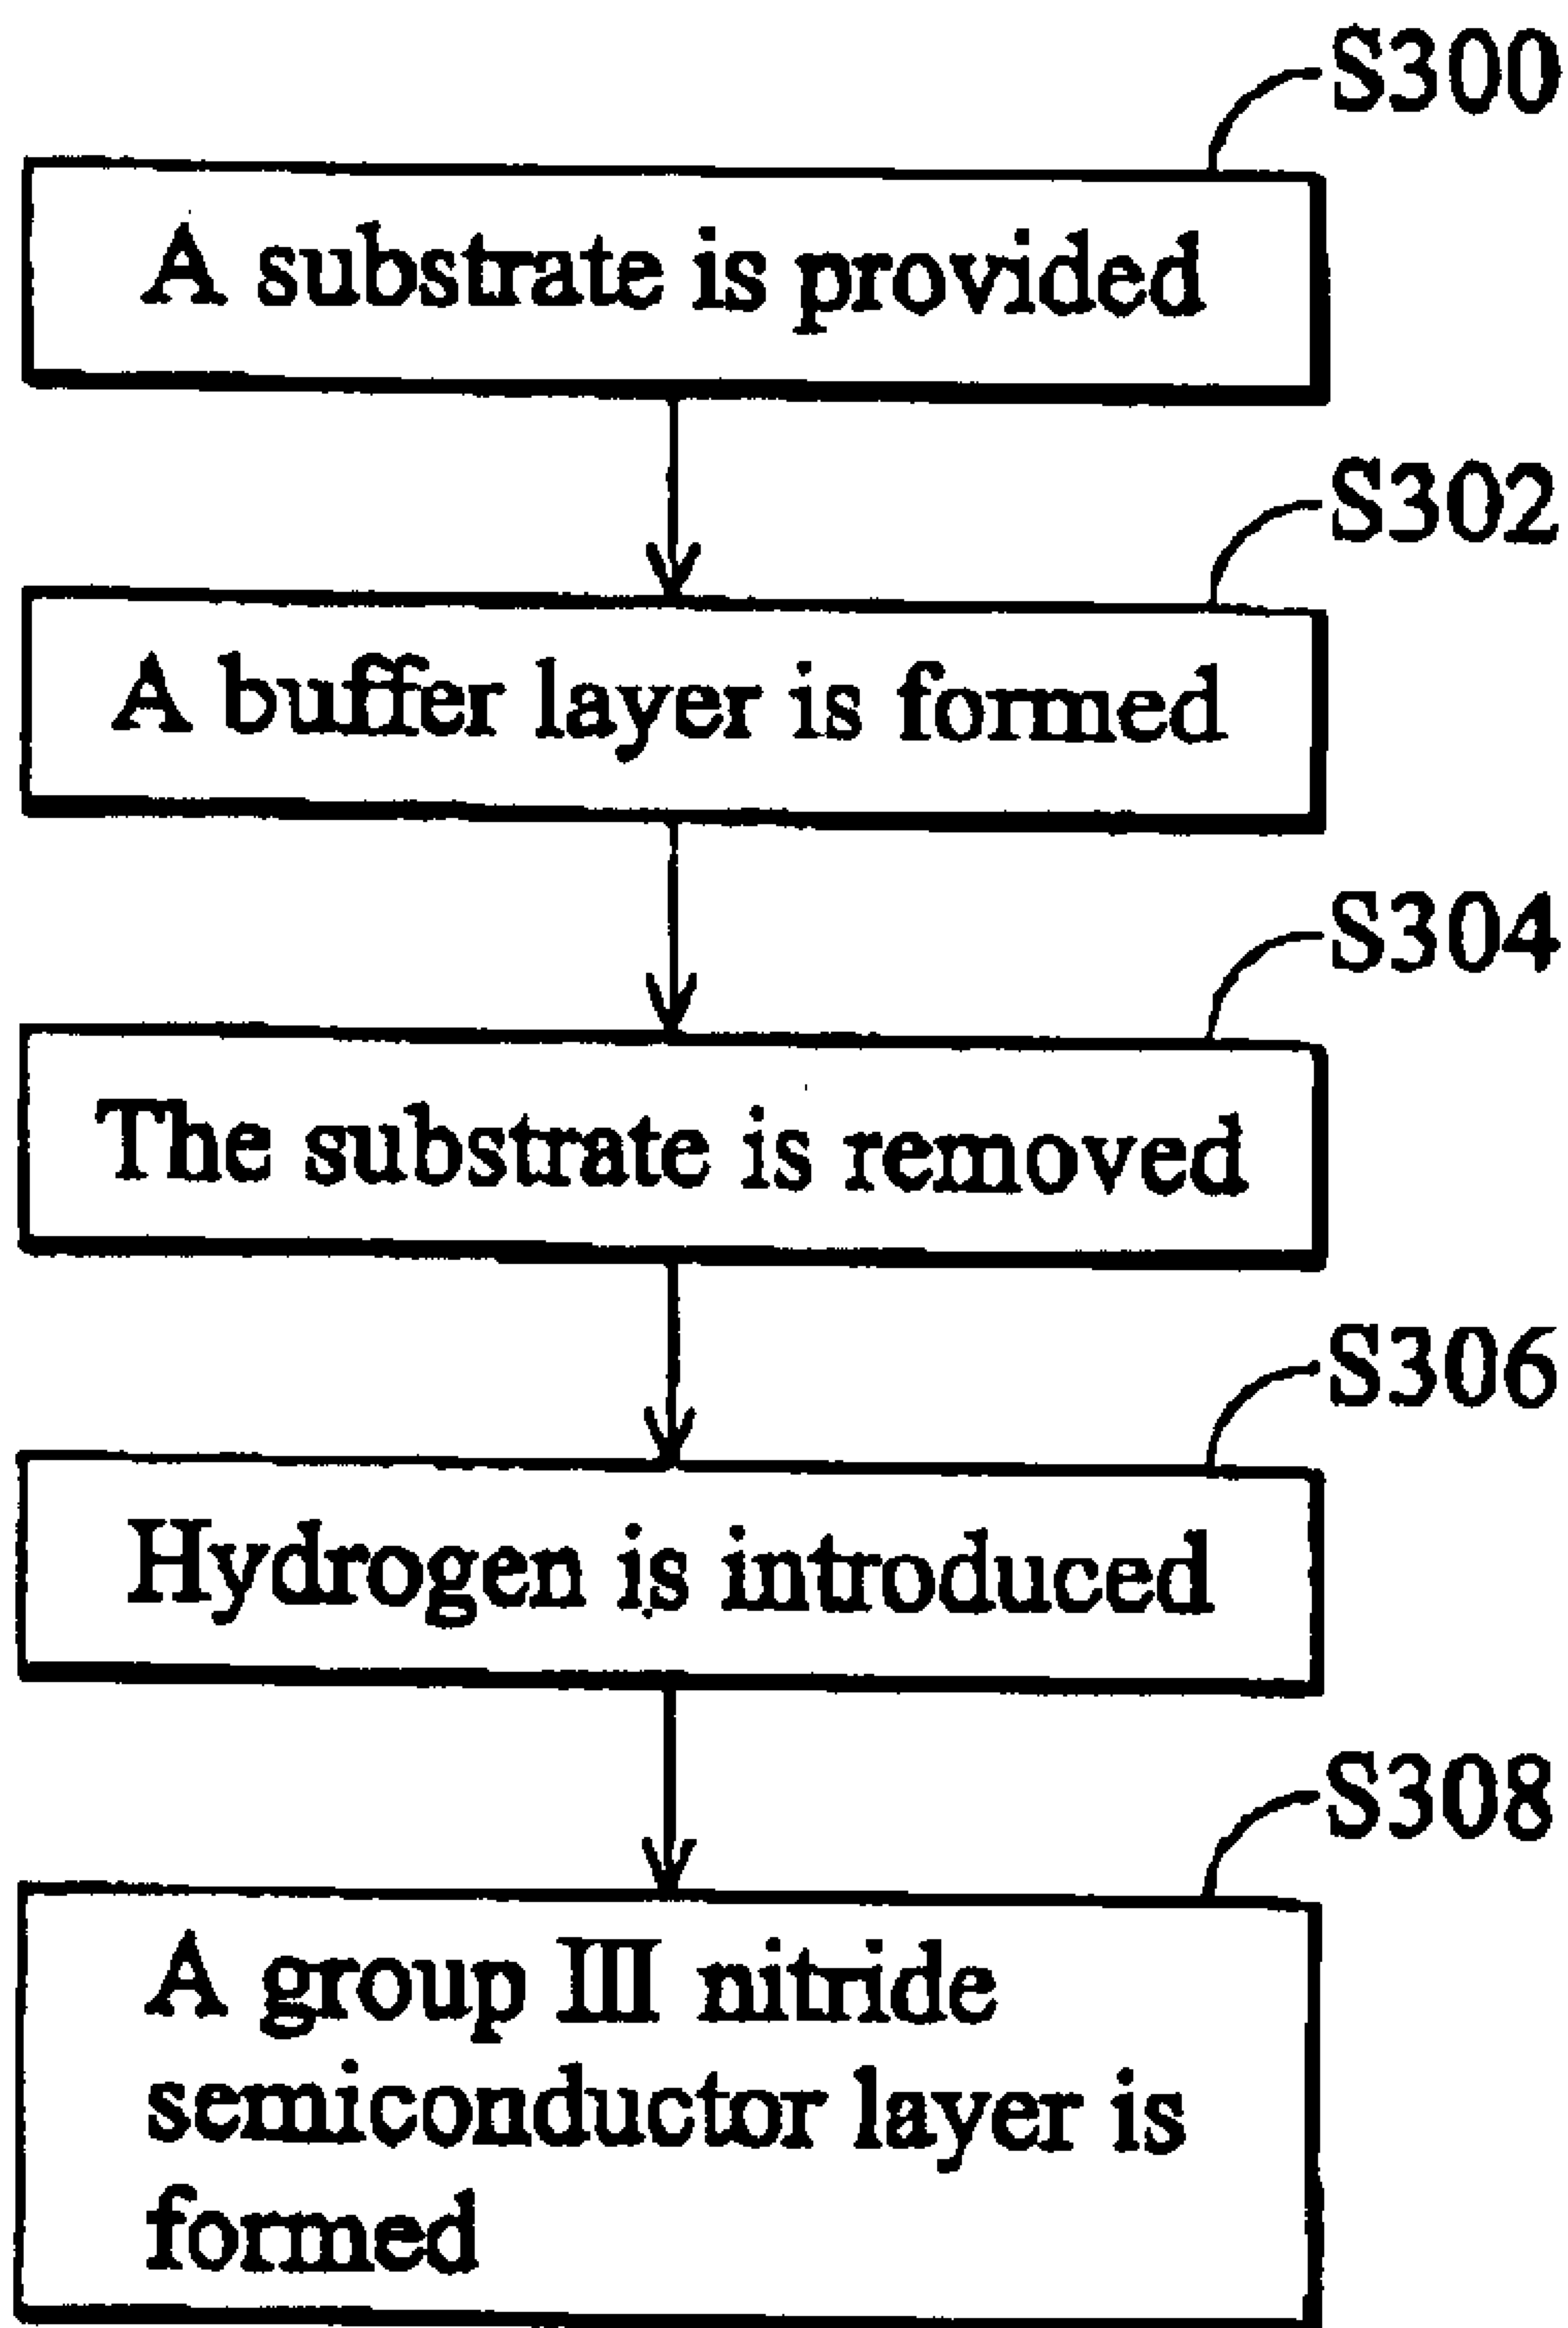 S300
A substrate is provided
S302
A buffer layer is formed
S304
The substrate is removed
S306
Hydrogen is introduced
S308
A group III nitride
semiconductor layer is
formed